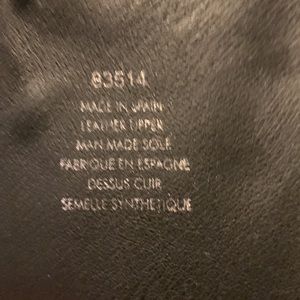 83514
MADE IN SPAIN
LEATHER UPPER
MAN MADE SOLE
FABRIQUE EN ESPAGNE
DESSUS CUIR
SEMELLE SYNTHETIQUE